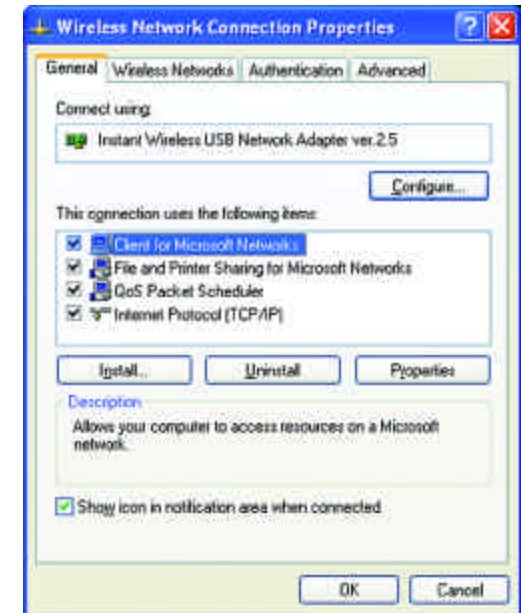 Wireless Network Connection Properties
General Wireless Networks Authentication Advanced
Connect using:
Instant Wireless USB Network Adapter ver.2.5
Configure...
This connection uses the following items:
Client for Microsoft Networks
File and Printer Sharing for Microsoft Networks
QoS Packet Scheduler
Internet Protocol (TCP/IP)
Install... Uninstall Properties
Description
Allows your computer to access resources on a Microsoft
network.
Show icon in notification area when connected
OK Cancel